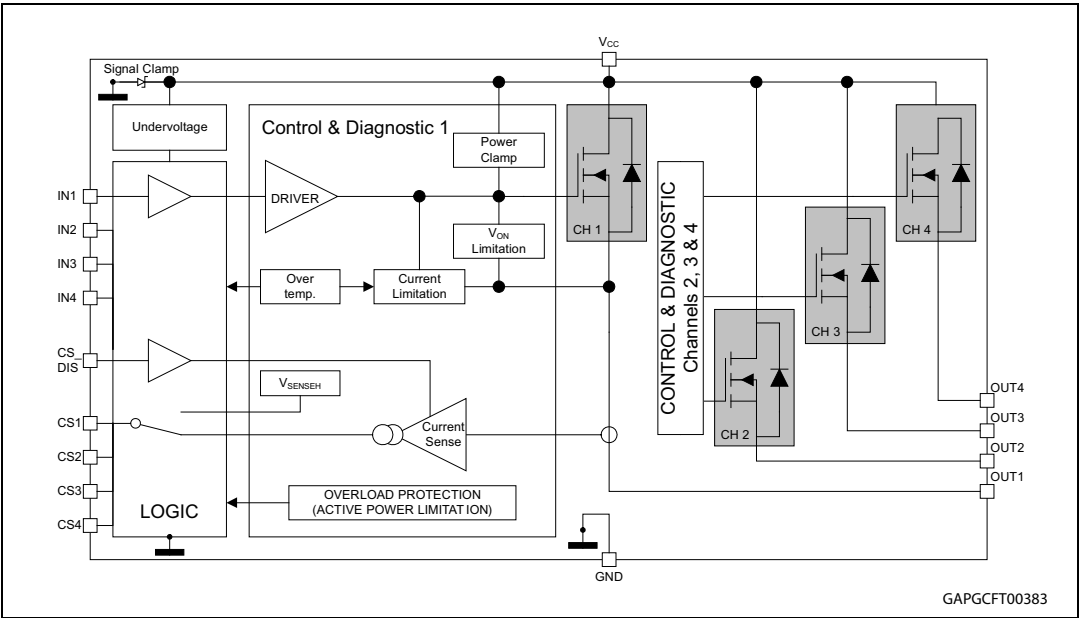 VCC
Signal Clamp
Undervoltage
Control & Diagnostic 1
Power
Clamp
IN1
DRIVER
IN2
VON
Limitation
CH 1
CH 4
IN3
IN4
Over
temp.
Current
Limitation
CONTROL & DIAGNOSTIC
Channels 2, 3 & 4
CH 3
CS_
DIS
VSENSEH
OUT4
CS1
Current
Sense
CH 2
OUT3
CS2
OUT2
CS3
OVERLOAD PROTECTION
(ACTIVE POWER LIMITATION)
OUT1
LOGIC
CS4
GND
GAPGCFT00383